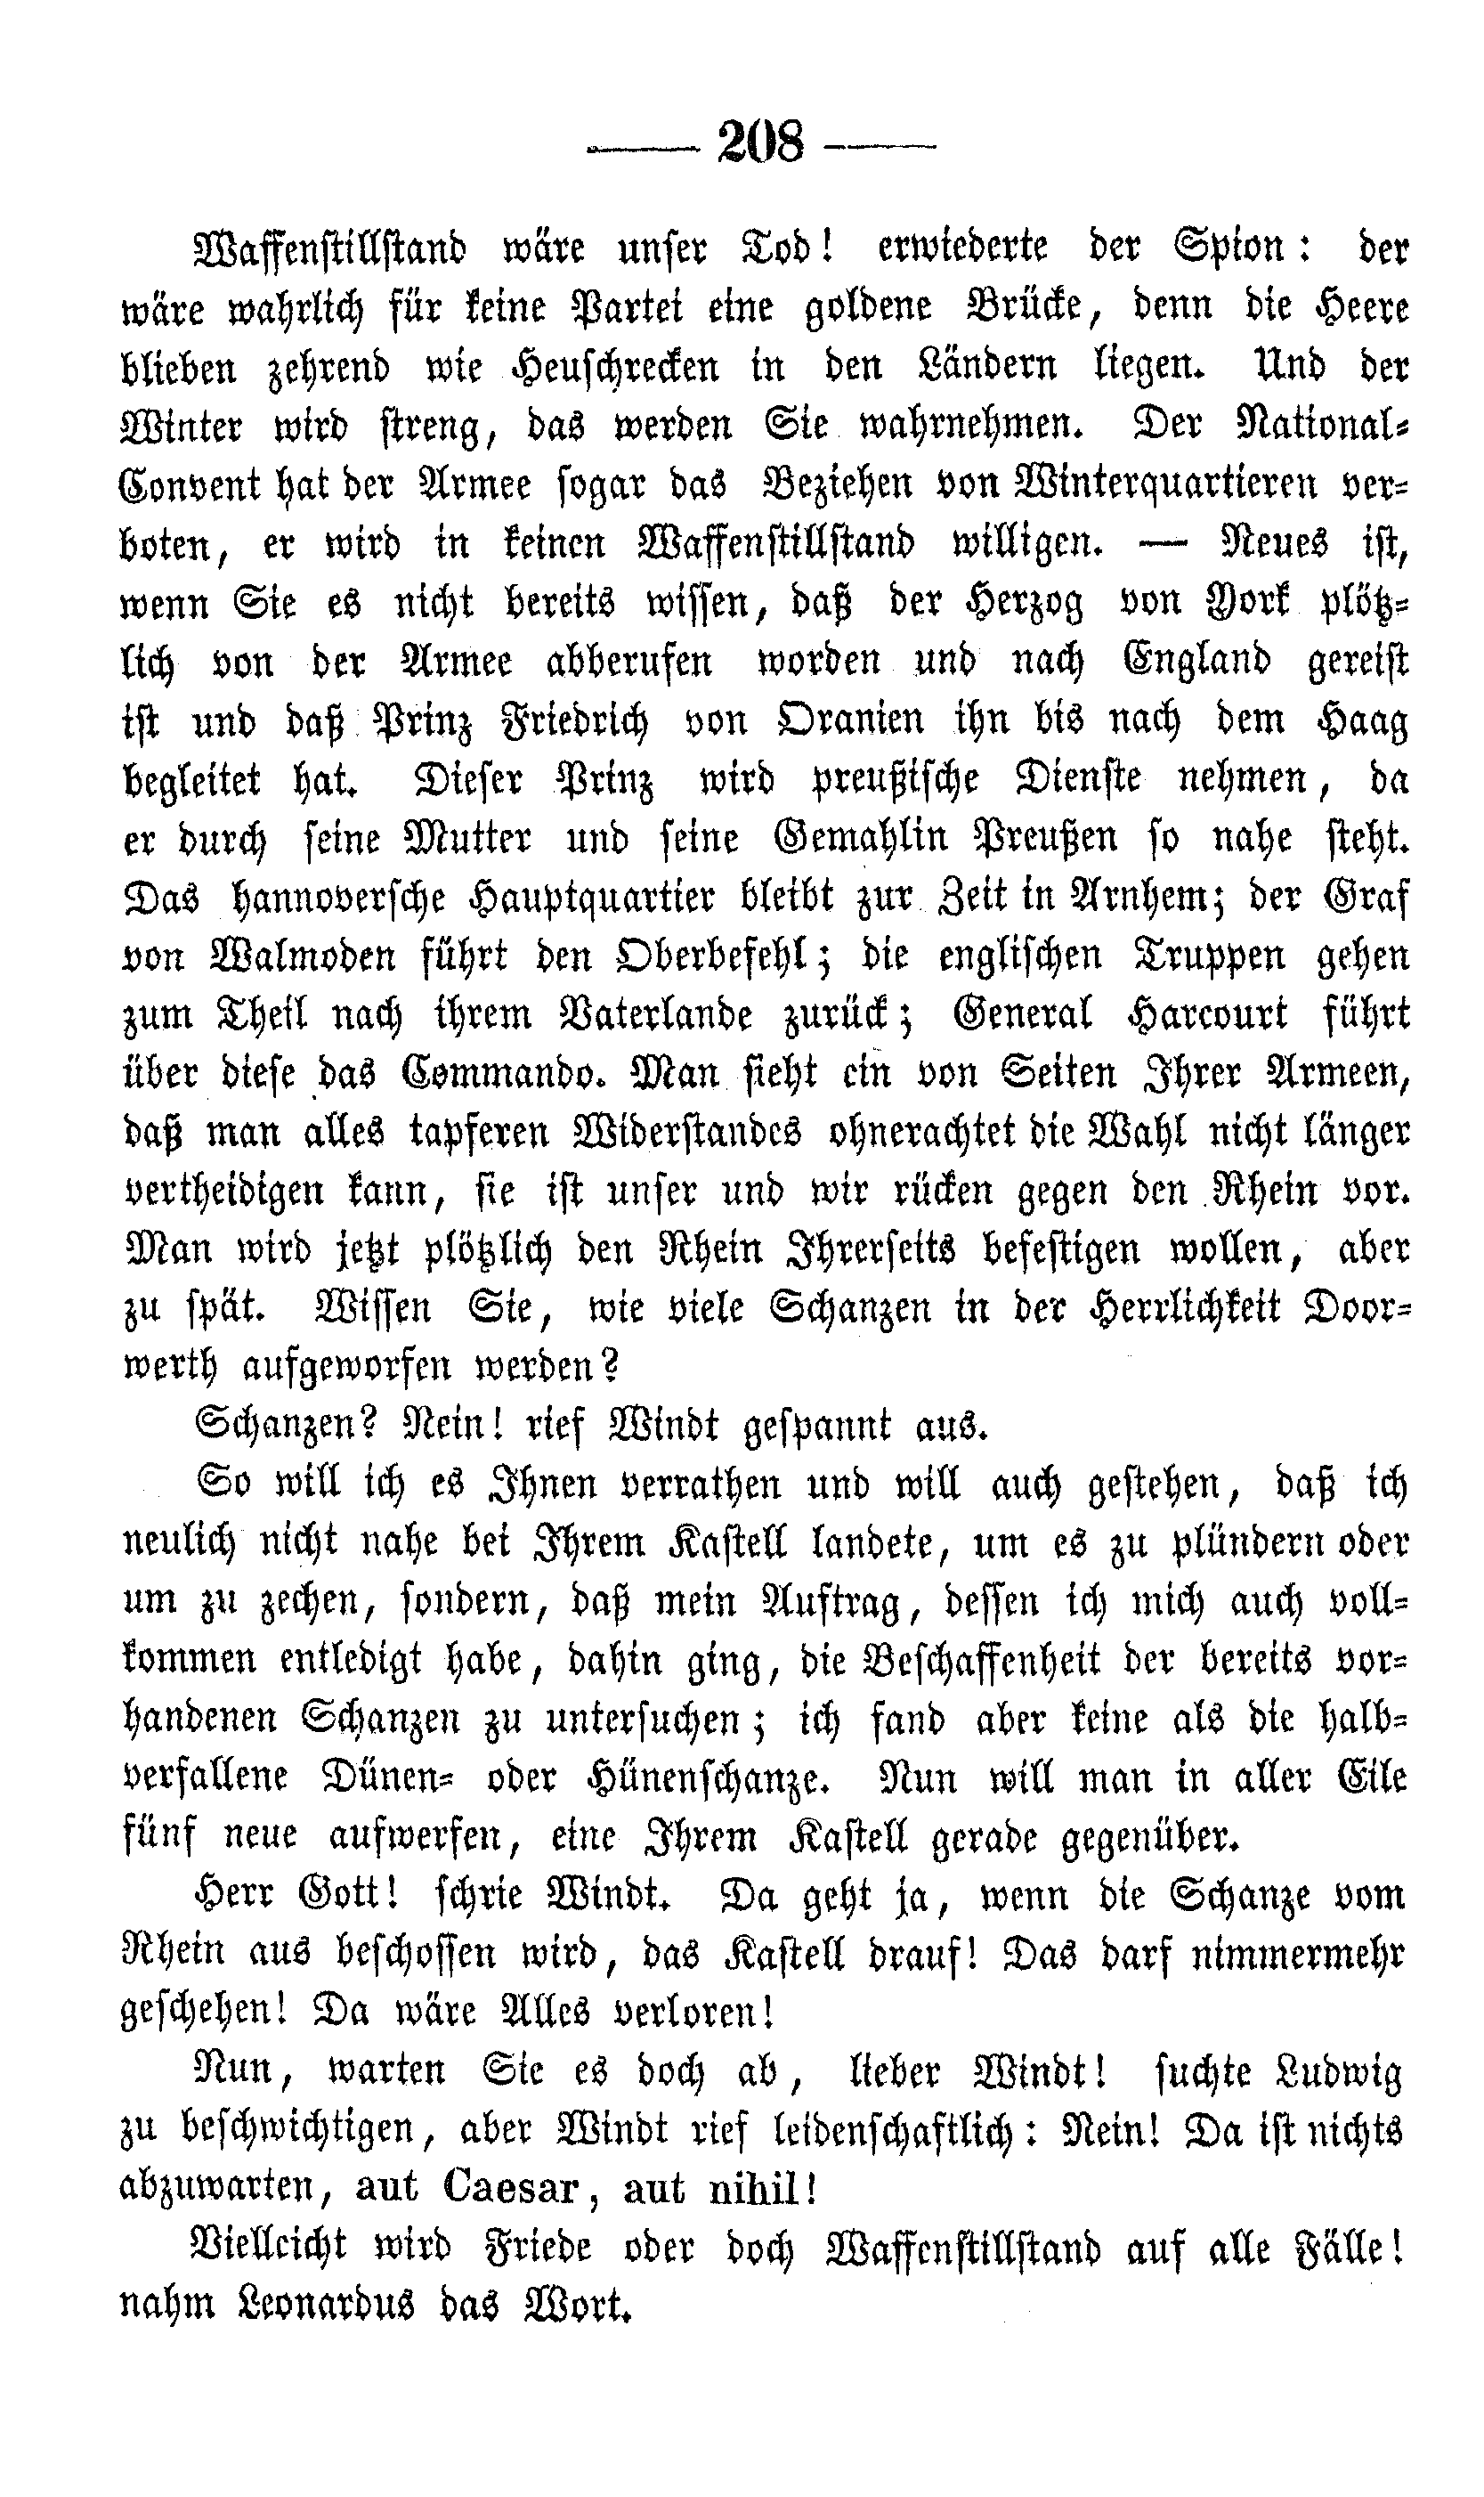 — 208 —
Waffenstillstand wäre unser Tod! erwiederte der Spion: der
wäre wahrlich für keine Partei eine goldene Brücke, denn die Heere
blieben zehrend wie Heuschrecken in den Ländern liegen. Und der
Winter wird streng, das werden Sie wahrnehmen. Der National-
Convent hat der Armee sogar das Beziehen von Winterquartieren ver-
boten, er wird in keinen Waffenstillstand willigen. — Neues ist,
wenn Sie es nicht bereits wissen, daß der Herzog von York plötz-
lich von der Armee abberufen worden und nach England gereist
ist und daß Prinz Friedrich von Oranien ihn bis nach dem Haag
begleitet hat. Dieser Prinz wird preußische Dienste nehmen, da
er durch seine Mutter und seine Gemahlin Preußen so nahe steht.
Das hannoversche Hauptquartier bleibt zur Zeit in Arnhem; der Graf
von Walmoden führt den Oberbefehl; die englischen Truppen gehen
zum Theil nach ihrem Vaterlande zurück; General Harcourt führt
über diese das Commando. Man sieht ein von Seiten Ihrer Armeen,
daß man alles tapferen Widerstandes ohnerachtet die Wahl nicht länger
vertheidigen kann, sie ist unser und wir rücken gegen den Rhein vor.
Man wird jetzt plötzlich den Rhein Ihrerseits befestigen wollen, aber
zu spät. Wissen Sie, wie viele Schanzen in der Herrlichkeit Door-
werth aufgeworfen werden?
Schanzen? Nein! rief Windt gespannt aus.
So will ich es Ihnen verrathen und will auch gestehen, daß ich
neulich nicht nahe bei Ihrem Kastell landete, um es zu plündern oder
um zu zechen, sondern, daß mein Auftrag, dessen ich mich auch voll-
kommen entledigt habe, dahin ging, die Beschaffenheit der bereits vor-
handenen Schanzen zu untersuchen; ich fand aber keine als die halb-
verfallene Dünen- oder Hünenschanze. Nun will man in aller Eile
fünf neue aufwerfen, eine Ihrem Kastell gerade gegenüber.
Herr Gott! schrie Windt. Da geht ja, wenn die Schanze vom
Rhein aus beschossen wird, das Kastell drauf! Das darf nimmermehr
geschehen! Da wäre Alles verloren!
Nun, warten Sie es doch ab, lieber Windt! suchte Ludwig
zu beschwichtigen, aber Windt rief leidenschaftlich: Nein! Da ist nichts
abzuwarten, aut Caesar, aut nihil!
Vielleicht wird Friede oder doch Waffenstillstand auf alle Fälle!
nahm Leonardus das Wort.